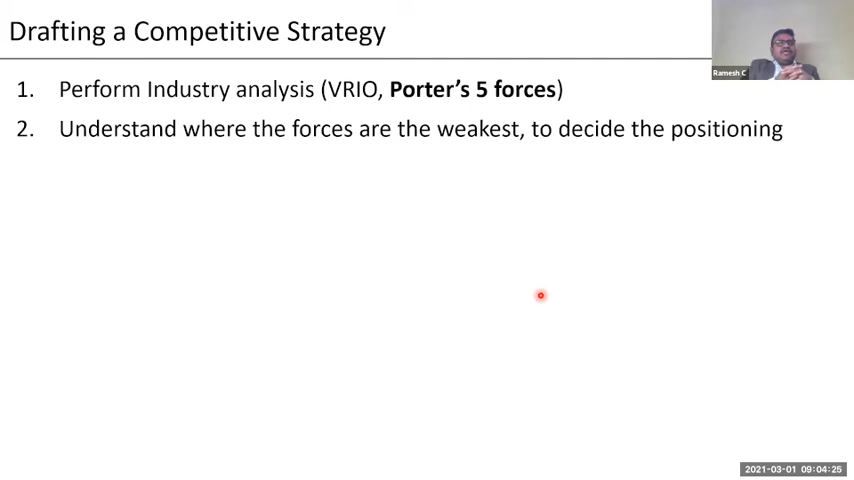 Drafting a Competitive Strategy
Ramesh C
1. Perform Industry analysis (VRIO, Porter's 5 forces)
2. Understand where the forces are the weakest, to decide the positioning
2021-03-01 09:04:25